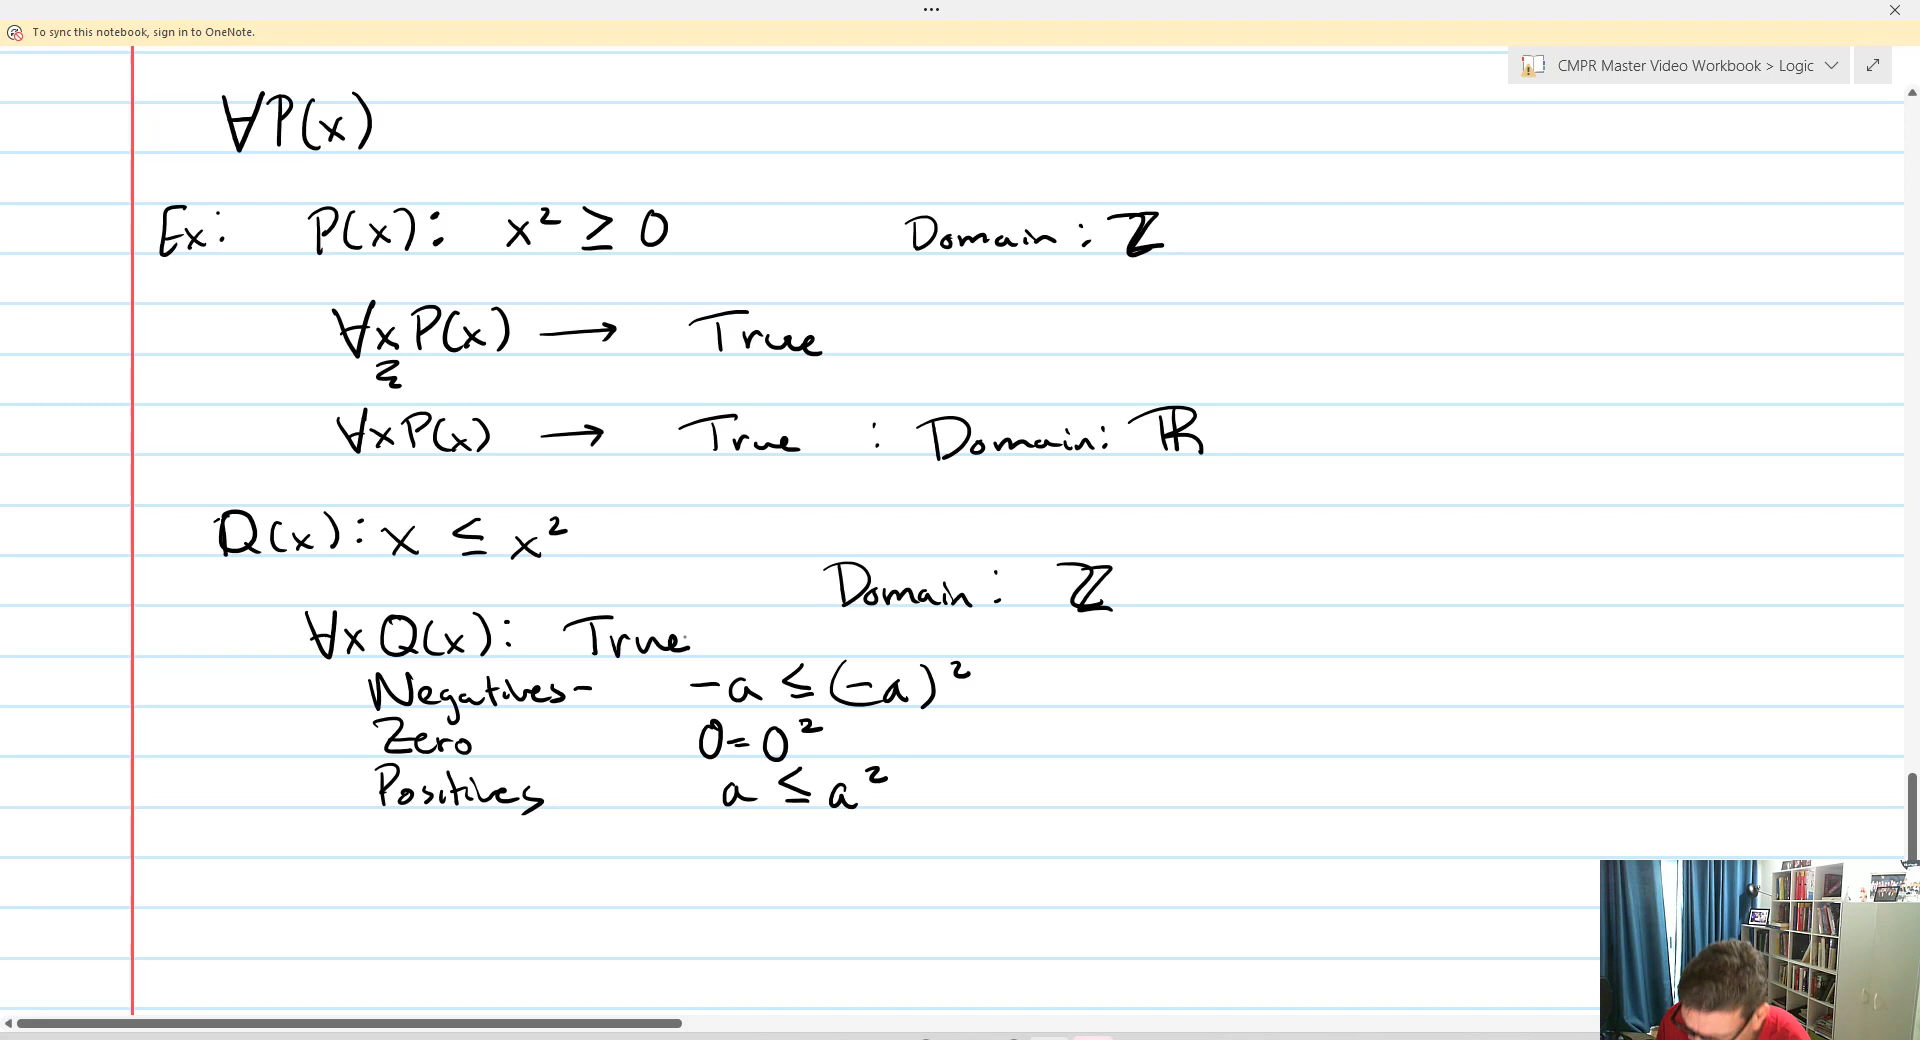 To sync this notebook, sign in to OneNote.
CMPR Master Video Workbook > Logic
∀P(x)
Ex: P(x): x² ≥ 0 Domain: ℤ
∀x P(x) → True
∀x P(x) → True : Domain: ℝ
Q(x): x ≤ x²
Domain: ℤ
∀x Q(x): True
Negatives- -a ≤ (-a)²
Zero 0=0²
Positives a ≤ a²